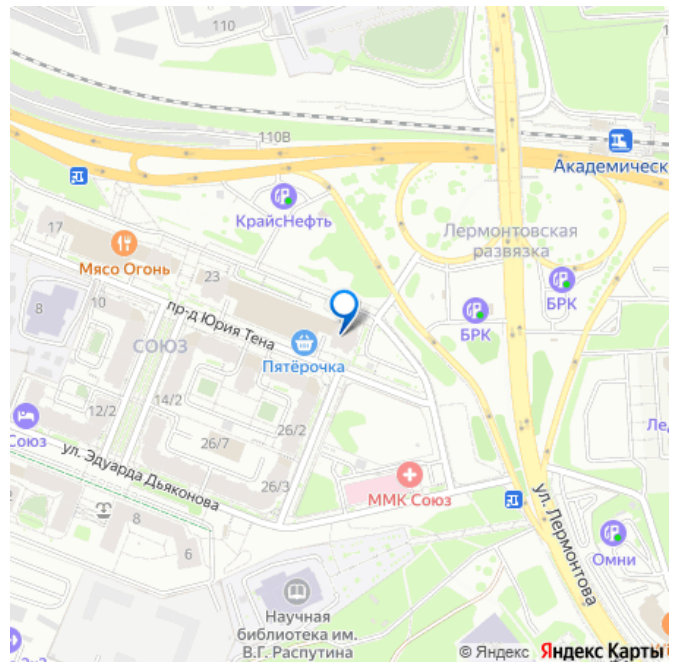 110
110В
Академическ
КрайсНефть
17
Лермонтовская
развязка
Мясо Огонь
23
8
10
БРК
БРК
пр-д Юрия Тена
СОЮЗ
Пятёрочка
14/2
12/2
26/2
26/7
Союз
ул. Эдуарда Дьяконова
26/3
ММК Союз
8
6
ул. Лермонтова
Омни
Научная
библиотека им.
В.Г. Распутина
© Яндекс Яндекс Карты